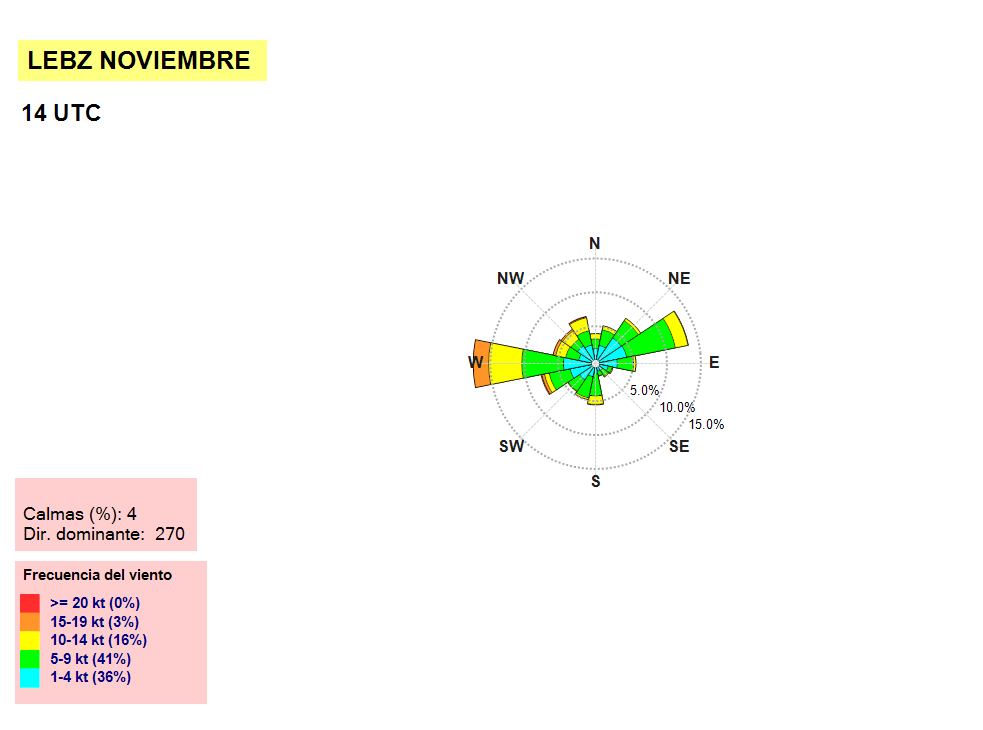 LEBZ NOVIEMBRE
14 UTC
N
NW
NE
W
E
5.0%
10.0%
15.0%
SW
SE
S
Calmas (%): 4
Dir. dominante: 270
Frecuencia del viento
>= 20 kt (0%)
15-19 kt (3%)
10-14 kt (16%)
5-9 kt (41%)
1-4 kt (36%)